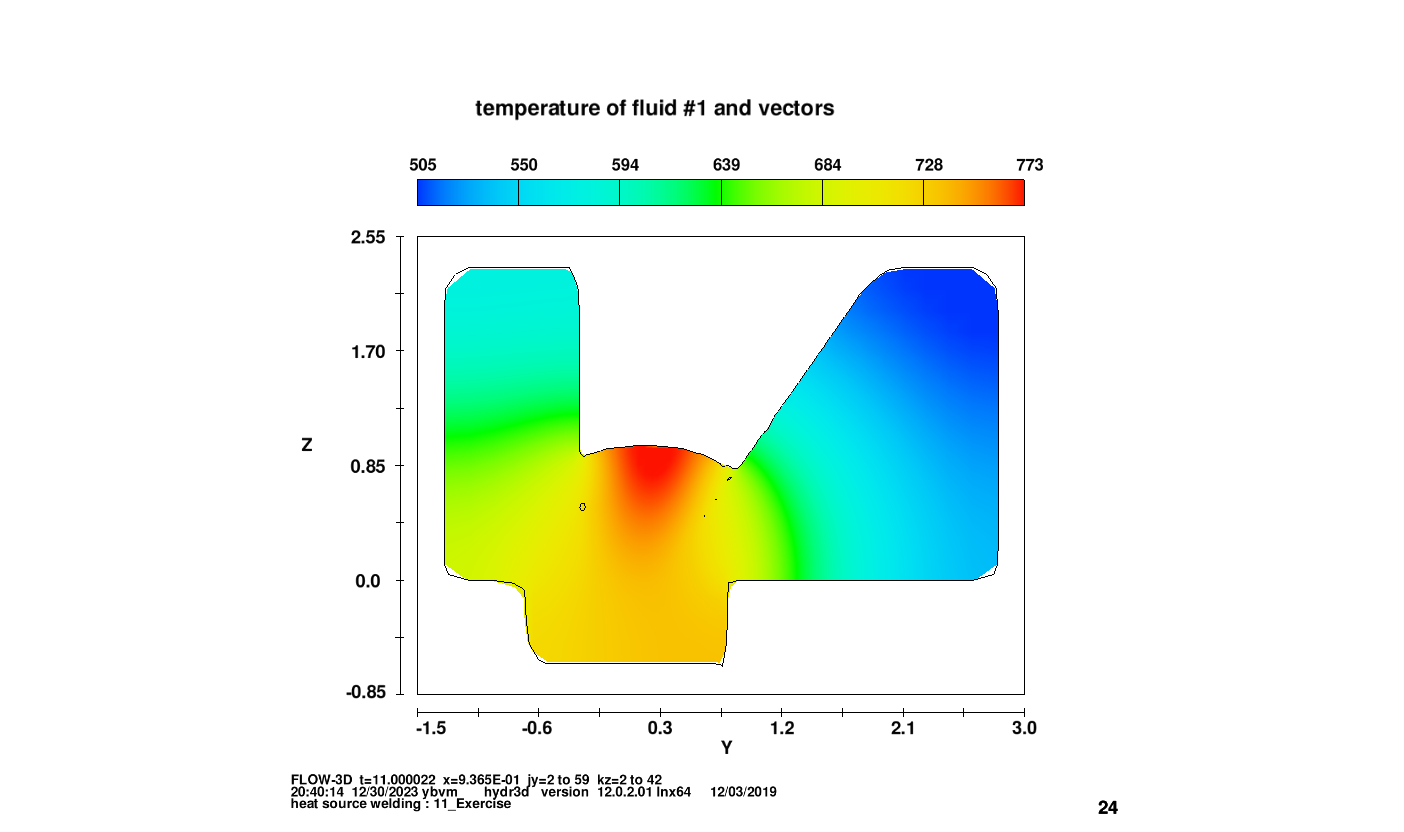 temperature of fluid #1 and vectors
505 550 594 639 684 728 773
2.55
1.70
Z
0.85
0.0
-0.85
-1.5 -0.6 0.3 1.2 2.1 3.0
Y
FLOW-3D t=11.000022 x=9.365E-01 jy=2 to 59 kz=2 to 42
20:40:14 12/30/2023 ybvm hydr3d version 12.0.2.01 lnx64 12/03/2019
heat source welding : 11_Exercise
24